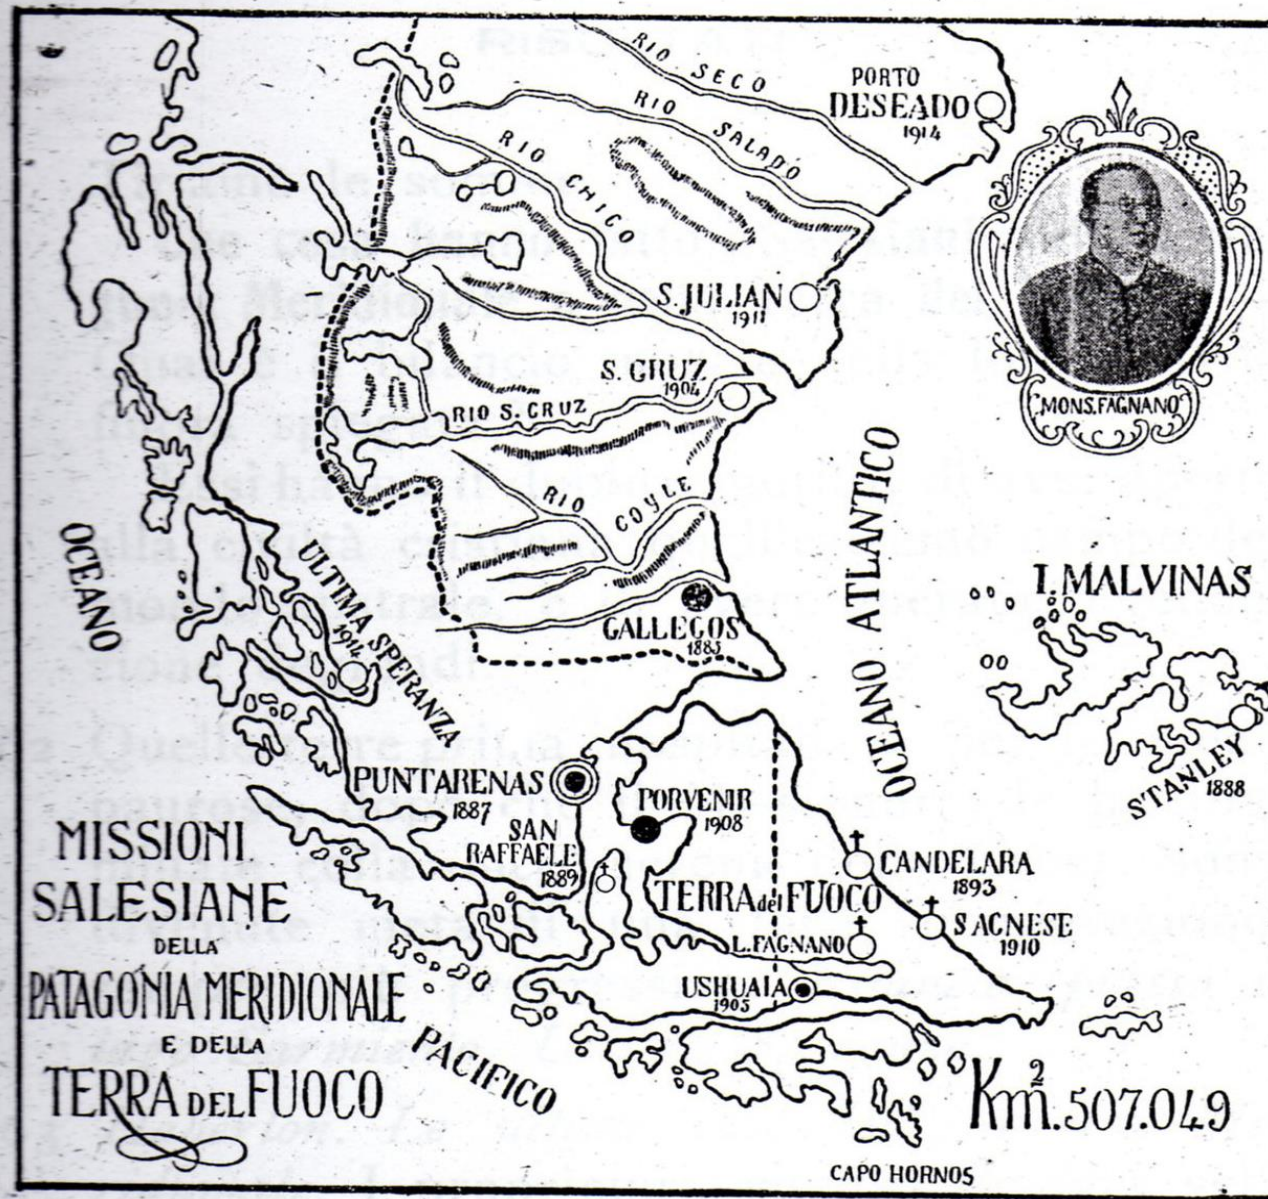 RIO SECO
PORTO
DESEADO
1914
RIO SALADO
RIO CHICO
S. JULIAN
1911
S. CRUZ
1904
RIO S. CRUZ
MONS. FAGNANO
RIO COYLE
OCEANO ATLANTICO
OCEANO
ULTIMA SPERANZA
1914
GALLEGOS
1885
I. MALVINAS
STANLEY
1888
PUNTARENAS
1887
PORVENIR
1908
SAN
RAFFAELE
1889
CANDELARA
1893
TERRA del FUOCO
S AGNESE
1910
L. FAGNANO
USHUAIA
1905
MISSIONI
SALESIANE
DELLA
PATAGONIA MERIDIONALE
E DELLA
TERRA DEL FUOCO
PACIFICO
Km². 507.049
CAPO HORNOS